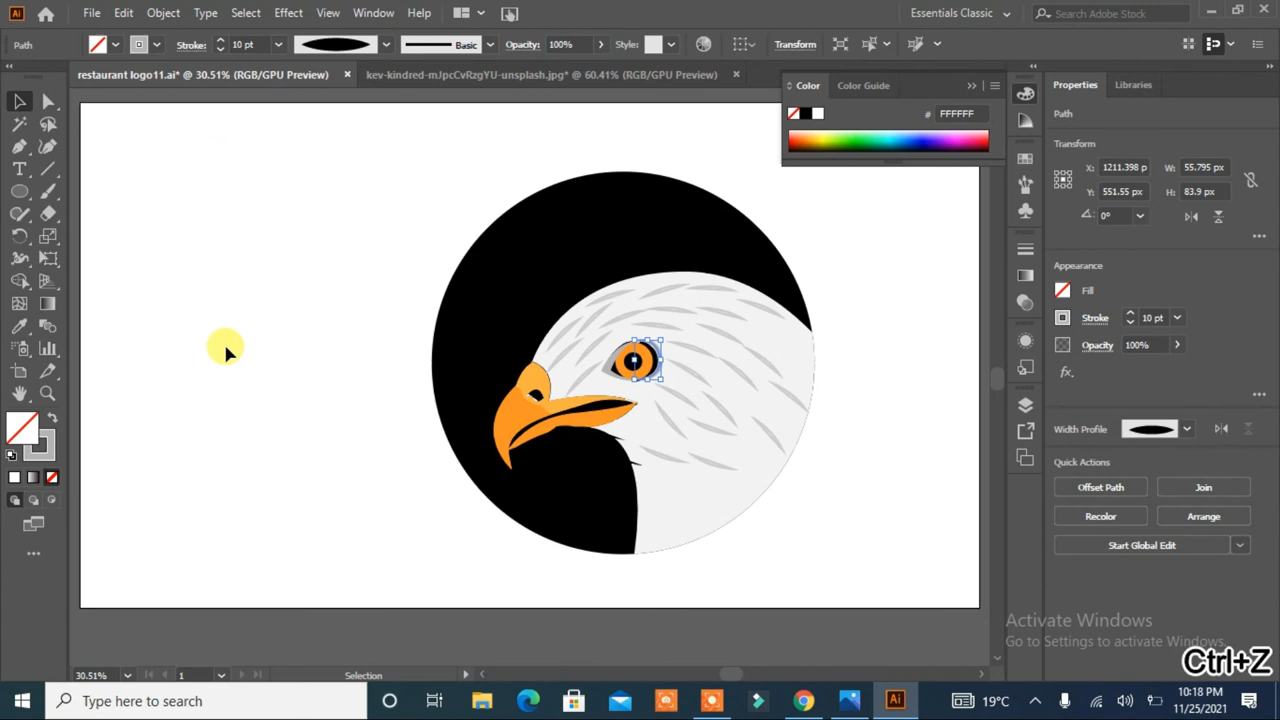 Ai File Edit Object Type Select Effect View Window Help Essentials Classic Search Adobe Stock
Path Stroke: 10 pt Basic Opacity: 100% Style: Transform
restaurant logo11.ai* @ 30.51% (RGB/GPU Preview) kev-kindred-mJpcCvRzgYU-unsplash.jpg* @ 60.41% (RGB/GPU Preview)
Color Color Guide
# FFFFFF
Properties Libraries
Path
Transform
X: 1211.398 p W: 55.795 px
Y: 551.55 px H: 83.9 px
0°
Appearance
Fill
Stroke 10 pt
Opacity 100%
fx.
Width Profile
Quick Actions
Offset Path Join
Recolor Arrange
Start Global Edit
Activate Windows
Go to Settings to activate Windows.
Ctrl+Z
30.51% 1 Selection
Type here to search Ai 19°C 10:18 PM
11/25/2021